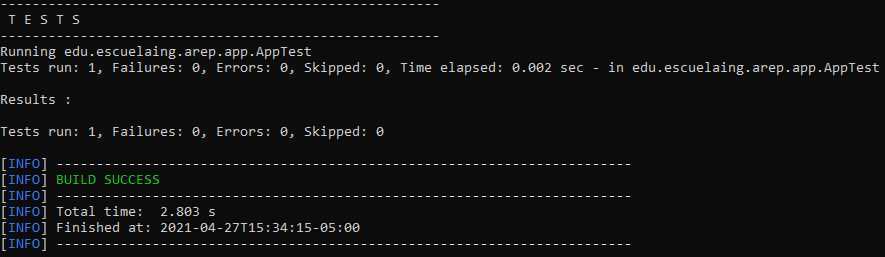 -------------------------------------------------------
 T E S T S
-------------------------------------------------------
Running edu.escuelaing.arep.app.AppTest
Tests run: 1, Failures: 0, Errors: 0, Skipped: 0, Time elapsed: 0.002 sec - in edu.escuelaing.arep.app.AppTest

Results :

Tests run: 1, Failures: 0, Errors: 0, Skipped: 0

[INFO] ------------------------------------------------------------------------
[INFO] BUILD SUCCESS
[INFO] ------------------------------------------------------------------------
[INFO] Total time:  2.803 s
[INFO] Finished at: 2021-04-27T15:34:15-05:00
[INFO] ------------------------------------------------------------------------